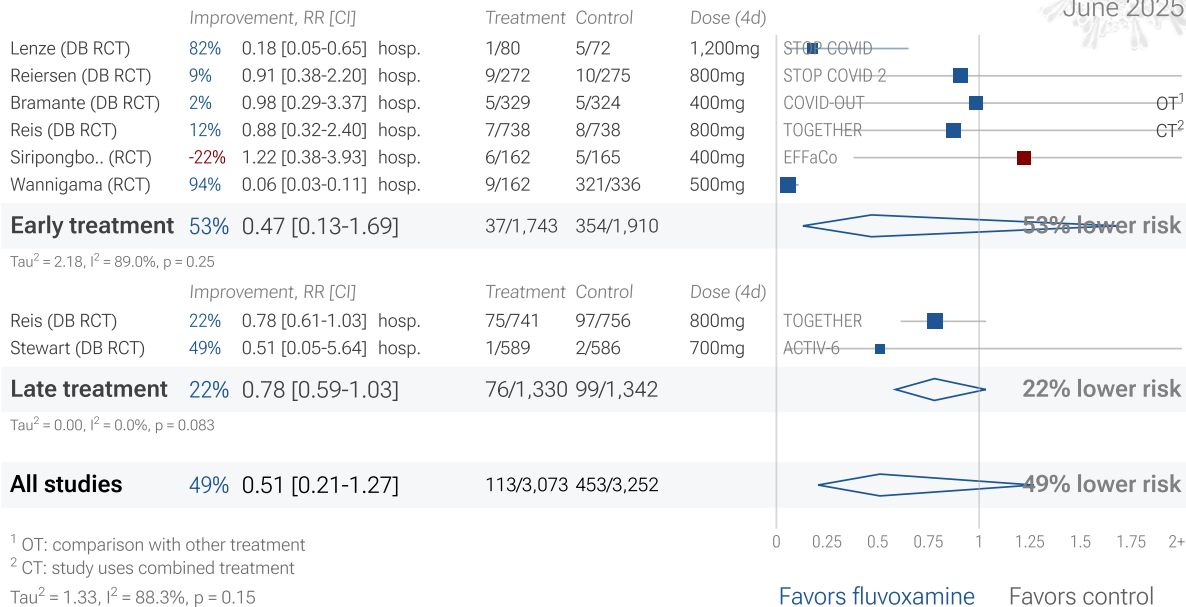 June 2025
Improvement, RR [CI] Treatment Control Dose (4d)
Lenze (DB RCT) 82% 0.18 [0.05-0.65] hosp. 1/80 5/72 1,200mg STOP COVID
Reiersen (DB RCT) 9% 0.91 [0.38-2.20] hosp. 9/272 10/275 800mg STOP COVID 2
Bramante (DB RCT) 2% 0.98 [0.29-3.37] hosp. 5/329 5/324 400mg COVID-OUT OT1
Reis (DB RCT) 12% 0.88 [0.32-2.40] hosp. 7/738 8/738 800mg TOGETHER CT2
Siripongbo.. (RCT) -22% 1.22 [0.38-3.93] hosp. 6/162 5/165 400mg EFFaCo
Wannigama (RCT) 94% 0.06 [0.03-0.11] hosp. 9/162 321/336 500mg
Early treatment 53% 0.47 [0.13-1.69] 37/1,743 354/1,910 53% lower risk
Tau2 = 2.18, I2 = 89.0%, p = 0.25
Improvement, RR [CI] Treatment Control Dose (4d)
Reis (DB RCT) 22% 0.78 [0.61-1.03] hosp. 75/741 97/756 800mg TOGETHER
Stewart (DB RCT) 49% 0.51 [0.05-5.64] hosp. 1/589 2/586 700mg ACTIV-6
Late treatment 22% 0.78 [0.59-1.03] 76/1,330 99/1,342 22% lower risk
Tau2 = 0.00, I2 = 0.0%, p = 0.083
All studies 49% 0.51 [0.21-1.27] 113/3,073 453/3,252 49% lower risk
0 0.25 0.5 0.75 1 1.25 1.5 1.75 2+
1 OT: comparison with other treatment
2 CT: study uses combined treatment
Tau2 = 1.33, I2 = 88.3%, p = 0.15
Favors fluvoxamine Favors control